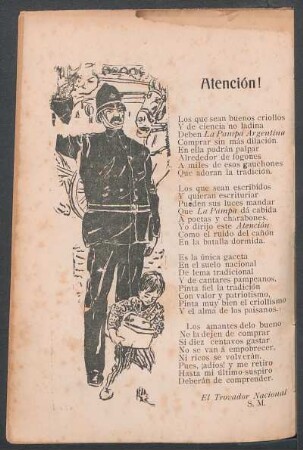 Atención!
Los que sean buenos criollos
Y de ciencia no ladina
Deben La Pampa Argentina
Comprar sin más dilación
En ella podrán palpar
Alrededor de fogones
A miles de esos gauchones
Que adoran la tradición.
Los que sean escribidos
Y quieran escrituriar
Pueden sus luces mandar
Que La Pampa dá cabida
A poetas y chorabones.
Yo dirijo este Atención
Como el ruido del cañón
En la batalla dormida.
Es la única gaceta
En el suelo nacional
De lema tradicional
Y de cantares pampeanos,
Pinta fiel la tradición
Con valor y patriotismo,
Pinta muy bien el criollismo
Y el alma de los paisanos.
Los amantes delo bueno
No la dejen de comprar
Si diez centavos gastar
No se van á empobrecer.
Ni ricos se volverán.
Pues, ¡adios! y me retiro
Hasta mi último suspiro
Deberán de comprender.
El Trovador Nacional
S. M.